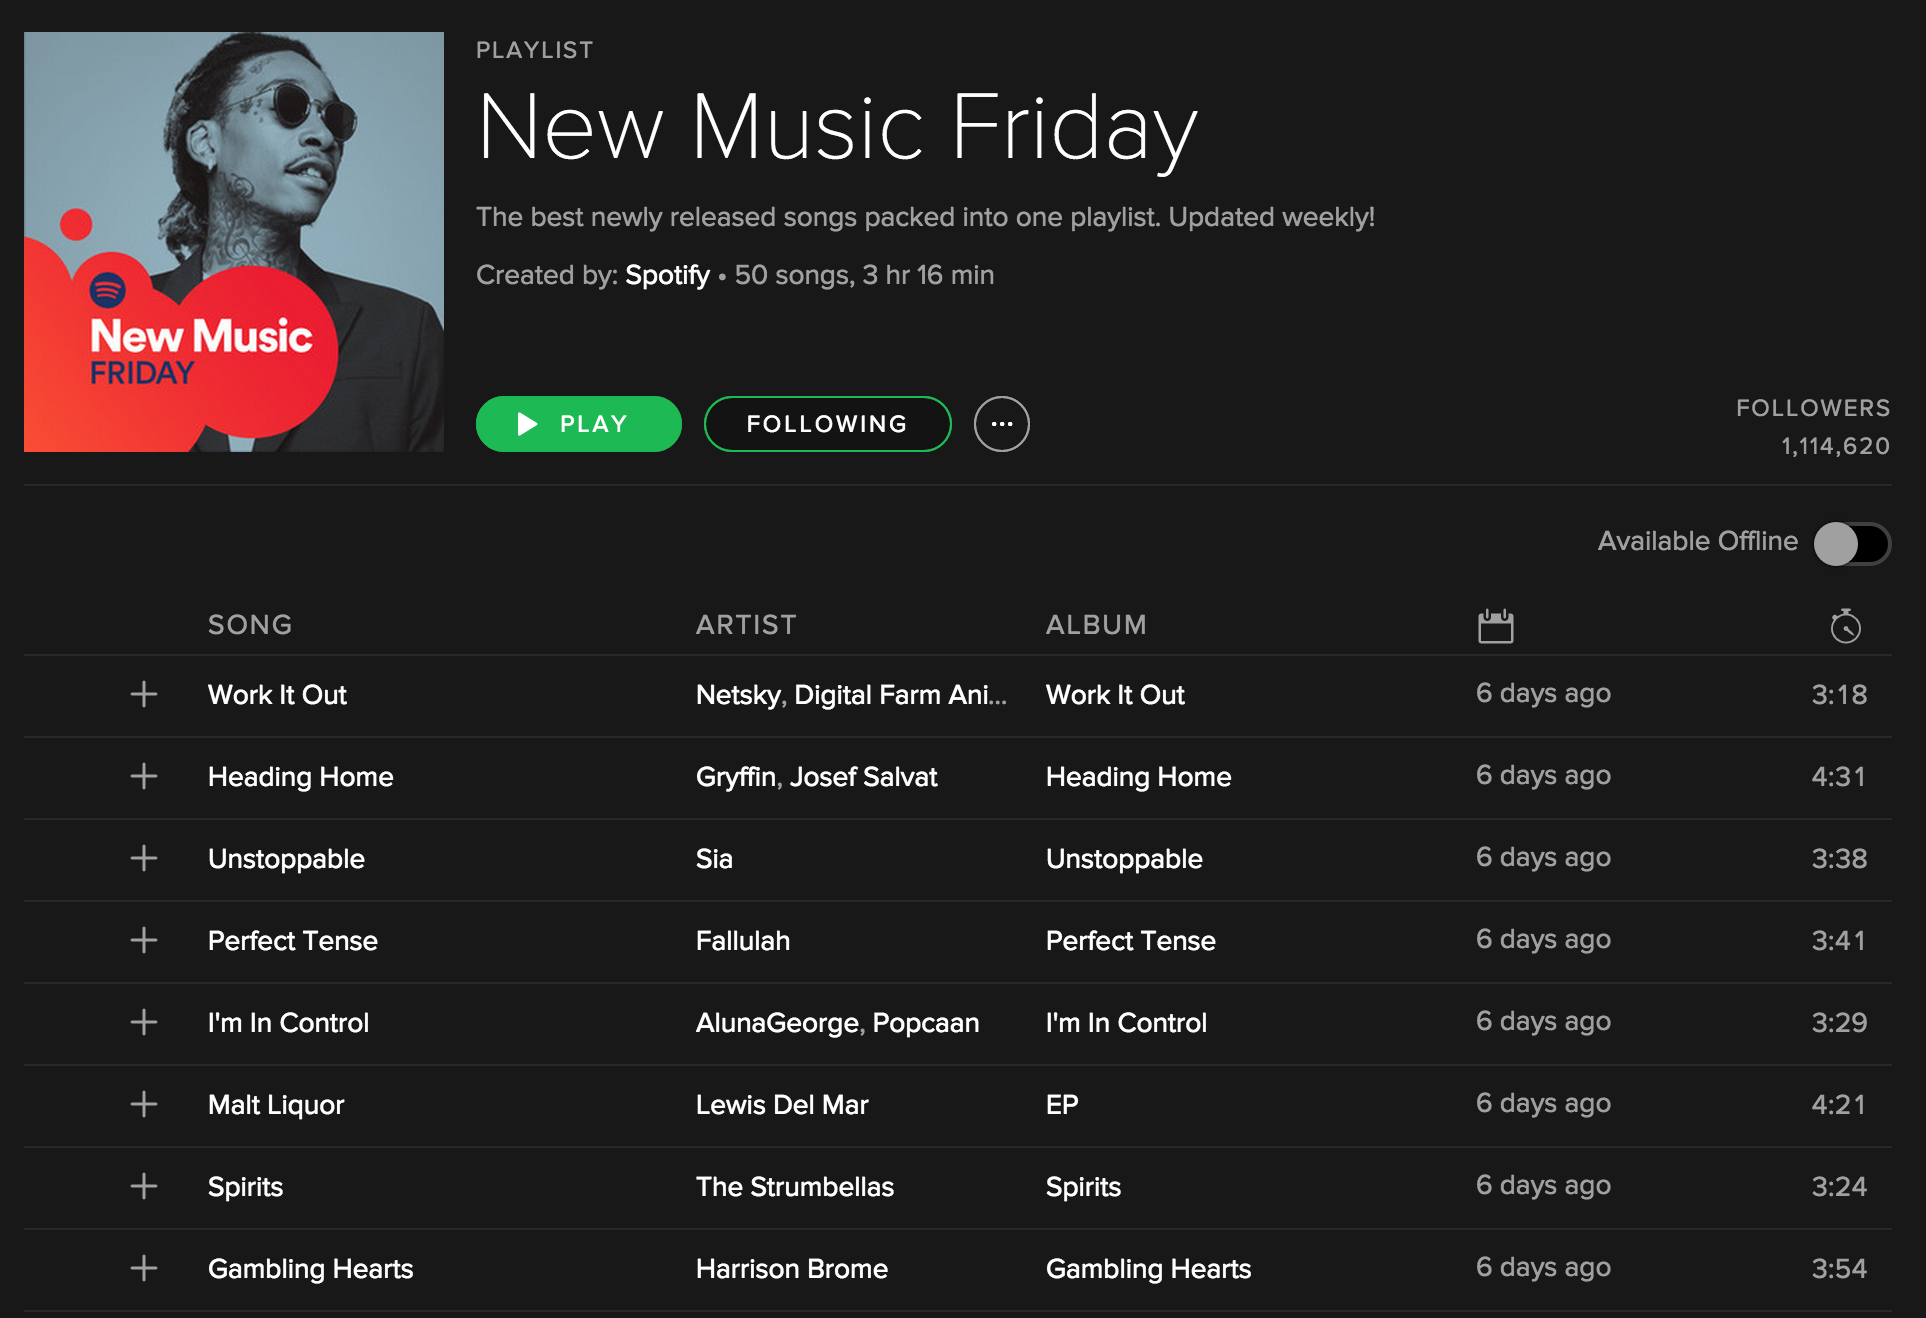 PLAYLIST
New Music Friday
The best newly released songs packed into one playlist. Updated weekly!
Created by: Spotify • 50 songs, 3 hr 16 min
New Music
FRIDAY
PLAY FOLLOWING ...
FOLLOWERS
1,114,620
Available Offline
SONG ARTIST ALBUM
Work It Out Netsky, Digital Farm Ani... Work It Out 6 days ago 3:18
Heading Home Gryffin, Josef Salvat Heading Home 6 days ago 4:31
Unstoppable Sia Unstoppable 6 days ago 3:38
Perfect Tense Fallulah Perfect Tense 6 days ago 3:41
I'm In Control AlunaGeorge, Popcaan I'm In Control 6 days ago 3:29
Malt Liquor Lewis Del Mar EP 6 days ago 4:21
Spirits The Strumbellas Spirits 6 days ago 3:24
Gambling Hearts Harrison Brome Gambling Hearts 6 days ago 3:54